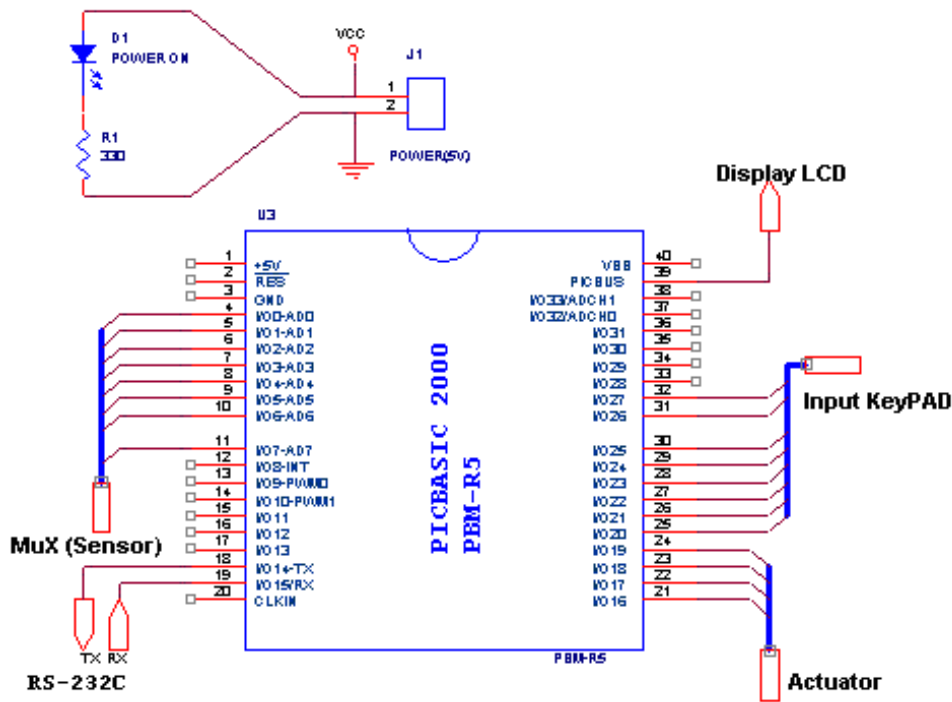 D1
POWER ON
R1
330
VCC
J1
1
2
POWER(5V)
Display LCD
U3
1 +5V
2 RES
3 GND
4 I/O0-AD0
5 I/O1-AD1
6 I/O2-AD2
7 I/O3-AD3
8 I/O4-AD4
9 I/O5-AD5
10 I/O6-AD6
11 I/O7-AD7
12 I/O8-INT
13 I/O9-PWM0
14 I/O10-PWM1
15 I/O11
16 I/O12
17 I/O13
18 I/O14-TX
19 I/O15/RX
20 CLKIN
PICBASIC 2000
PBM-R5
VBB 40
PICBUS 39
I/O33/ADCH1 38
I/O32/ADCH0 37
I/O31 36
I/O30 35
I/O29 34
I/O28 33
I/O27 32
I/O26 31
I/O25 30
I/O24 29
I/O23 28
I/O22 27
I/O21 26
I/O20 25
I/O19 24
I/O18 23
I/O17 22
I/O16 21
PBM-R5
MuX (Sensor)
TX RX
RS-232C
Input KeyPAD
Actuator